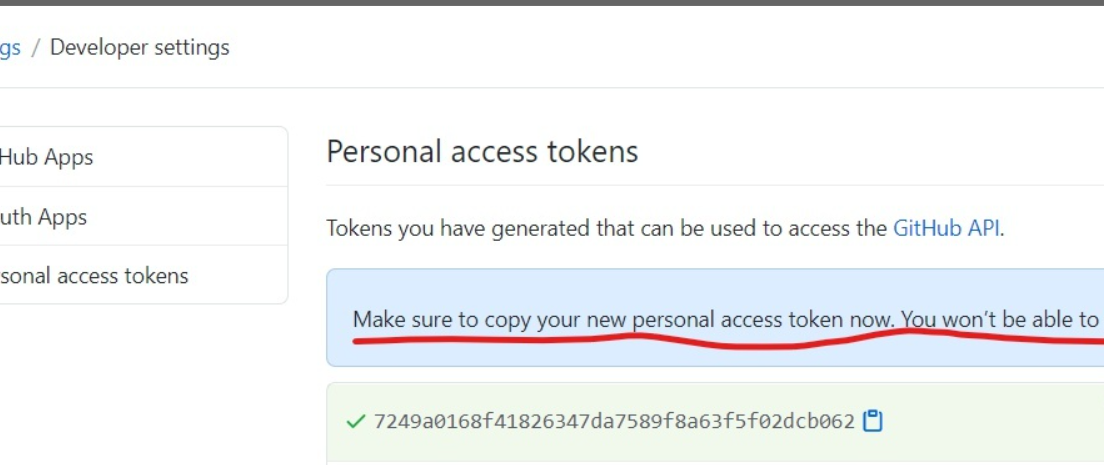 gs / Developer settings
Hub Apps
uth Apps
sonal access tokens
Personal access tokens
Tokens you have generated that can be used to access the GitHub API.
Make sure to copy your new personal access token now. You won't be able to
7249a0168f41826347da7589f8a63f5f02dcb062